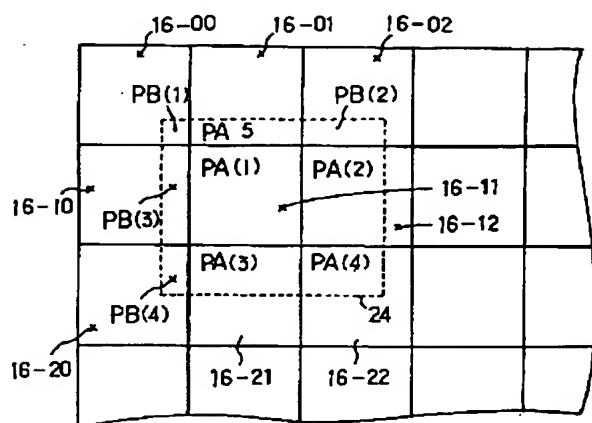 16-00
16-01
16-02
PB(1)
PB(2)
PA 5
PA(1)
PA(2)
16-11
16-10
PB(3)
16-12
PA(3)
PA(4)
PB(4)
24
16-20
16-21
16-22